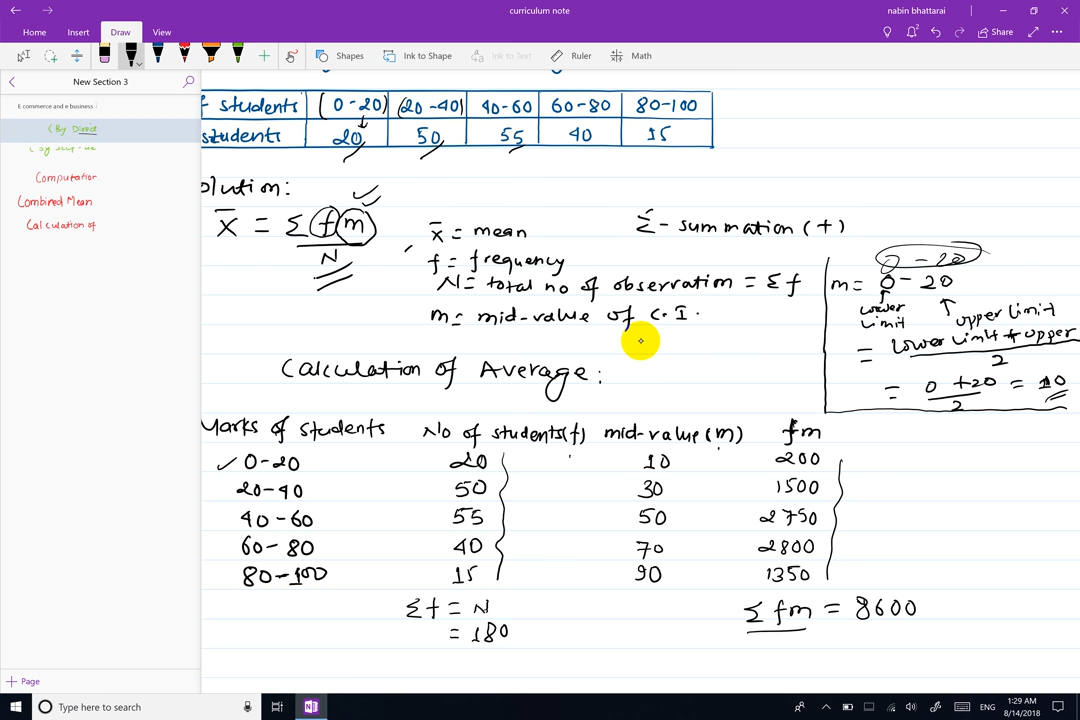 curriculum note
nabin bhattarai
Home Insert Draw View
Share
Shapes Ink to Shape Ink to Text Ruler Math
New Section 3
E commerce and e business :
(By Direct
Computation
Combined Mean
Calculation of
f students (0-20) (20-40) 40-60 60-80 80-100
students 20 50 55 40 15
olution:
X̄ = Σ f m / N
X̄ = mean
f = frequency
N = total no of observation = Σf
m = mid-value of C.I.
Σ - summation (+)
0-20
m = 0-20
lower limit
upper limit
= lower limit + upper / 2
= 0 + 20 / 2 = 10
Calculation of Average:
Marks of students No of students(f) mid-value(m) fm
0-20 20 10 200
20-40 50 30 1500
40-60 55 50 2750
60-80 40 70 2800
80-100 15 90 1350
Σf = N Σ fm = 8600
= 180
+ Page
Type here to search
ENG
1:29 AM
8/14/2018